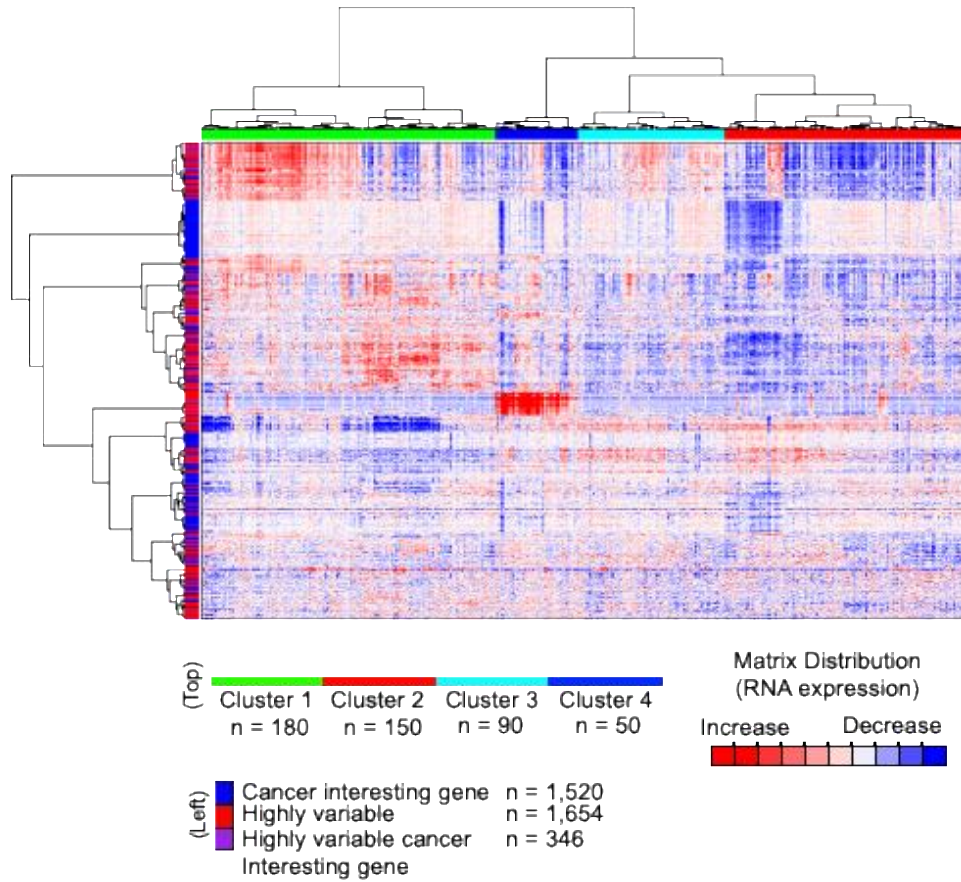 (Top)
Cluster 1 Cluster 2 Cluster 3 Cluster 4
n = 180 n = 150 n = 90 n = 50
Matrix Distribution
(RNA expression)
Increase Decrease
(Left)
Cancer interesting gene n = 1,520
Highly variable n = 1,654
Highly variable cancer n = 346
Interesting gene